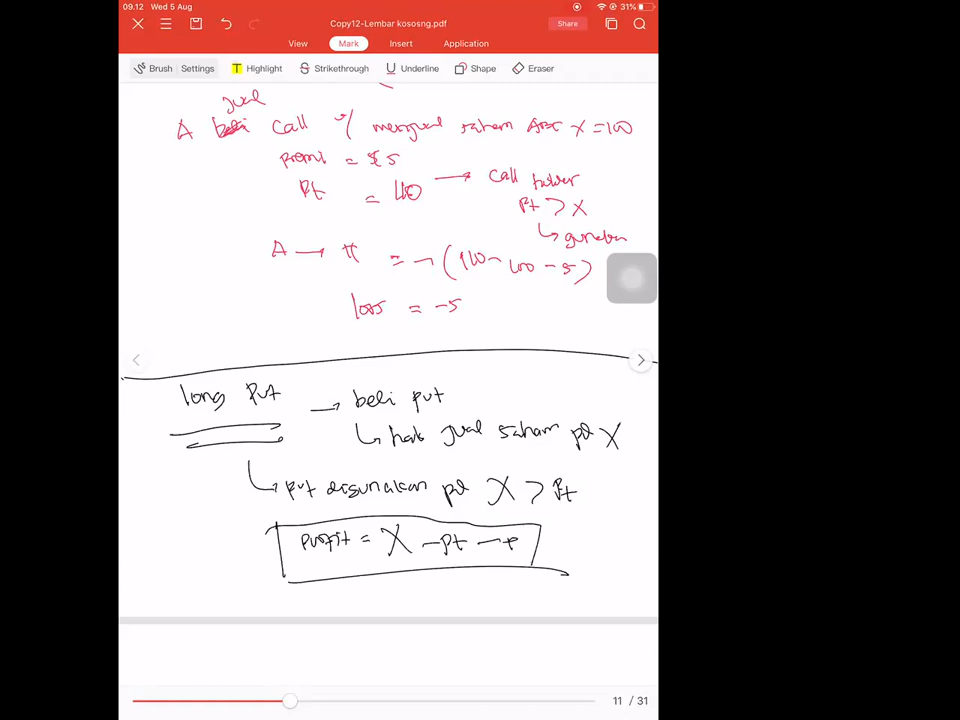 09.12 Wed 5 Aug
31%
Copy12-Lembar kososng.pdf
Share
View Mark Insert Application
Brush Settings T Highlight S Strikethrough U Underline Shape Eraser
jual
A beli call u/ menjual saham ABC X = 100
premi = $ 5
Pt = 110 → call holder
Pt > X
↳ gunakan
A → π = - (110 - 100 - 5)
loss = -5
long Put → beli put
↳ hak jual saham pd X
↳ put digunakan pd X > Pt
profit = X - pt - p
11 / 31